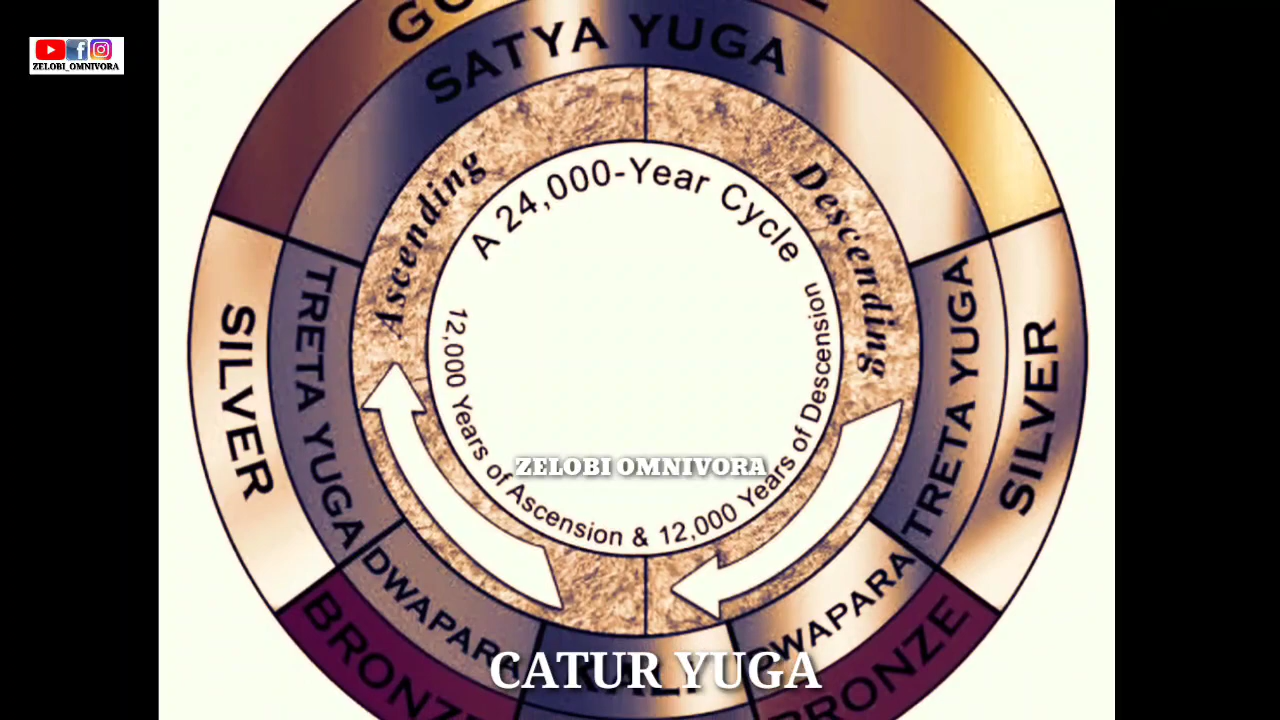 ZELOBI_OMNIVORA
SATYA YUGA
Ascending
Descending
A 24,000-Year Cycle
12,000 Years of Ascension & 12,000 Years of Descension
SILVER
TRETA YUGA
TRETA YUGA
SILVER
ZELOBI OMNIVORA
DWAPARA
DWAPARA
BRONZE
BRONZE
KALI
CATUR YUGA